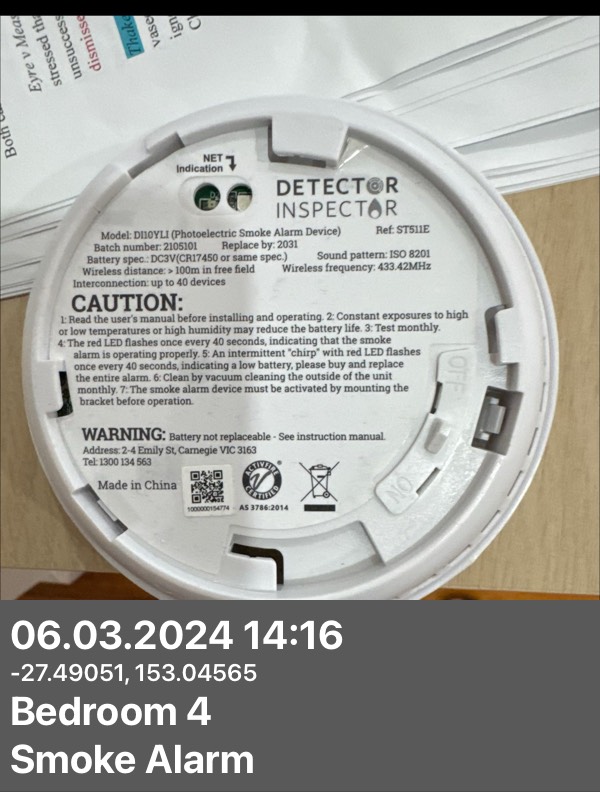 Both
Eyre v Meas
stressed tha
unsuccess
dismisse
Thake
vase
ign
NET
Indication
DETECTOR
INSPECTOR
Model: DI10YLI (Photoelectric Smoke Alarm Device) Ref: ST511E
Batch number: 2105101 Replace by: 2031
Battery spec.: DC3V(CR17450 or same spec.) Sound pattern: ISO 8201
Wireless distance: > 100m in free field Wireless frequency: 433.42MHz
Interconnection: up to 40 devices
CAUTION:
1: Read the user's manual before installing and operating. 2: Constant exposures to high
or low temperatures or high humidity may reduce the battery life. 3: Test monthly.
4: The red LED flashes once every 40 seconds, indicating that the smoke
alarm is operating properly. 5: An intermittent "chirp" with red LED flashes
once every 40 seconds, indicating a low battery, please buy and replace
the entire alarm. 6: Clean by vacuum cleaning the outside of the unit
monthly. 7: The smoke alarm device must be activated by mounting the
bracket before operation.
OFF
NO
WARNING: Battery not replaceable - See instruction manual.
Address: 2-4 Emily St, Carnegie VIC 3163
Tel: 1300 134 563
Made in China
ACTIVFIRE
CERTIFIED
1000000154774 - AS 3786:2014
06.03.2024 14:16
-27.49051, 153.04565
Bedroom 4
Smoke Alarm